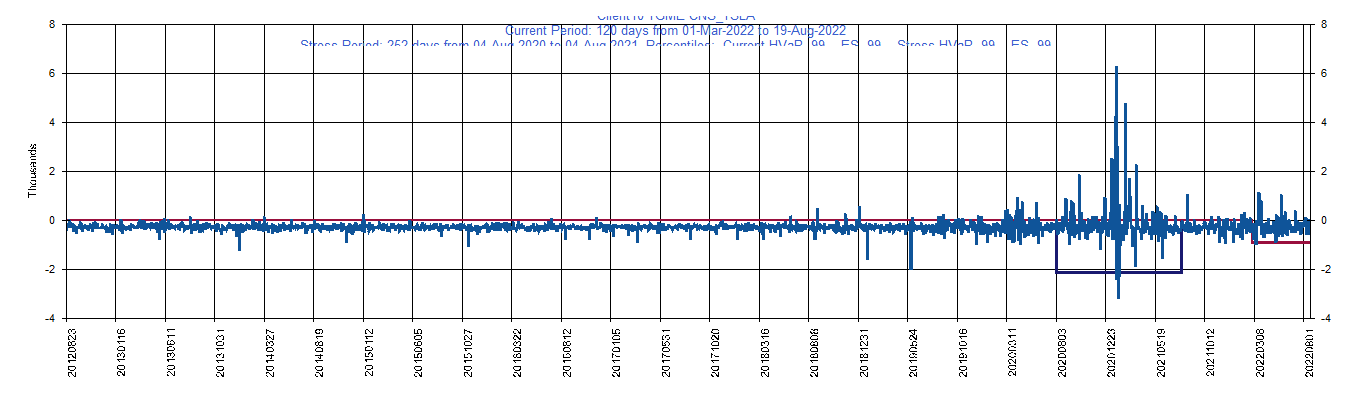 Current Period: 120 days from 01-Mar-2022 to 19-Aug-2022
Stress Period: 252 days from 04-Aug-2020 to 04-Aug-2021 Percentiles: Current HVaR 99 ES 99 Stress HVaR 99 ES 99
8 8
6 6
4 4
2 2
0 0
-2 -2
-4 -4
Thousands
20120823 20130116 20130611 20131031 20140327 20140819 20150112 20150605 20151027 20160322 20160812 20170105 20170531 20171020 20180316 20180808 20181231 20190524 20191016 20200311 20200803 20201223 20210519 20211012 20220308 20220801